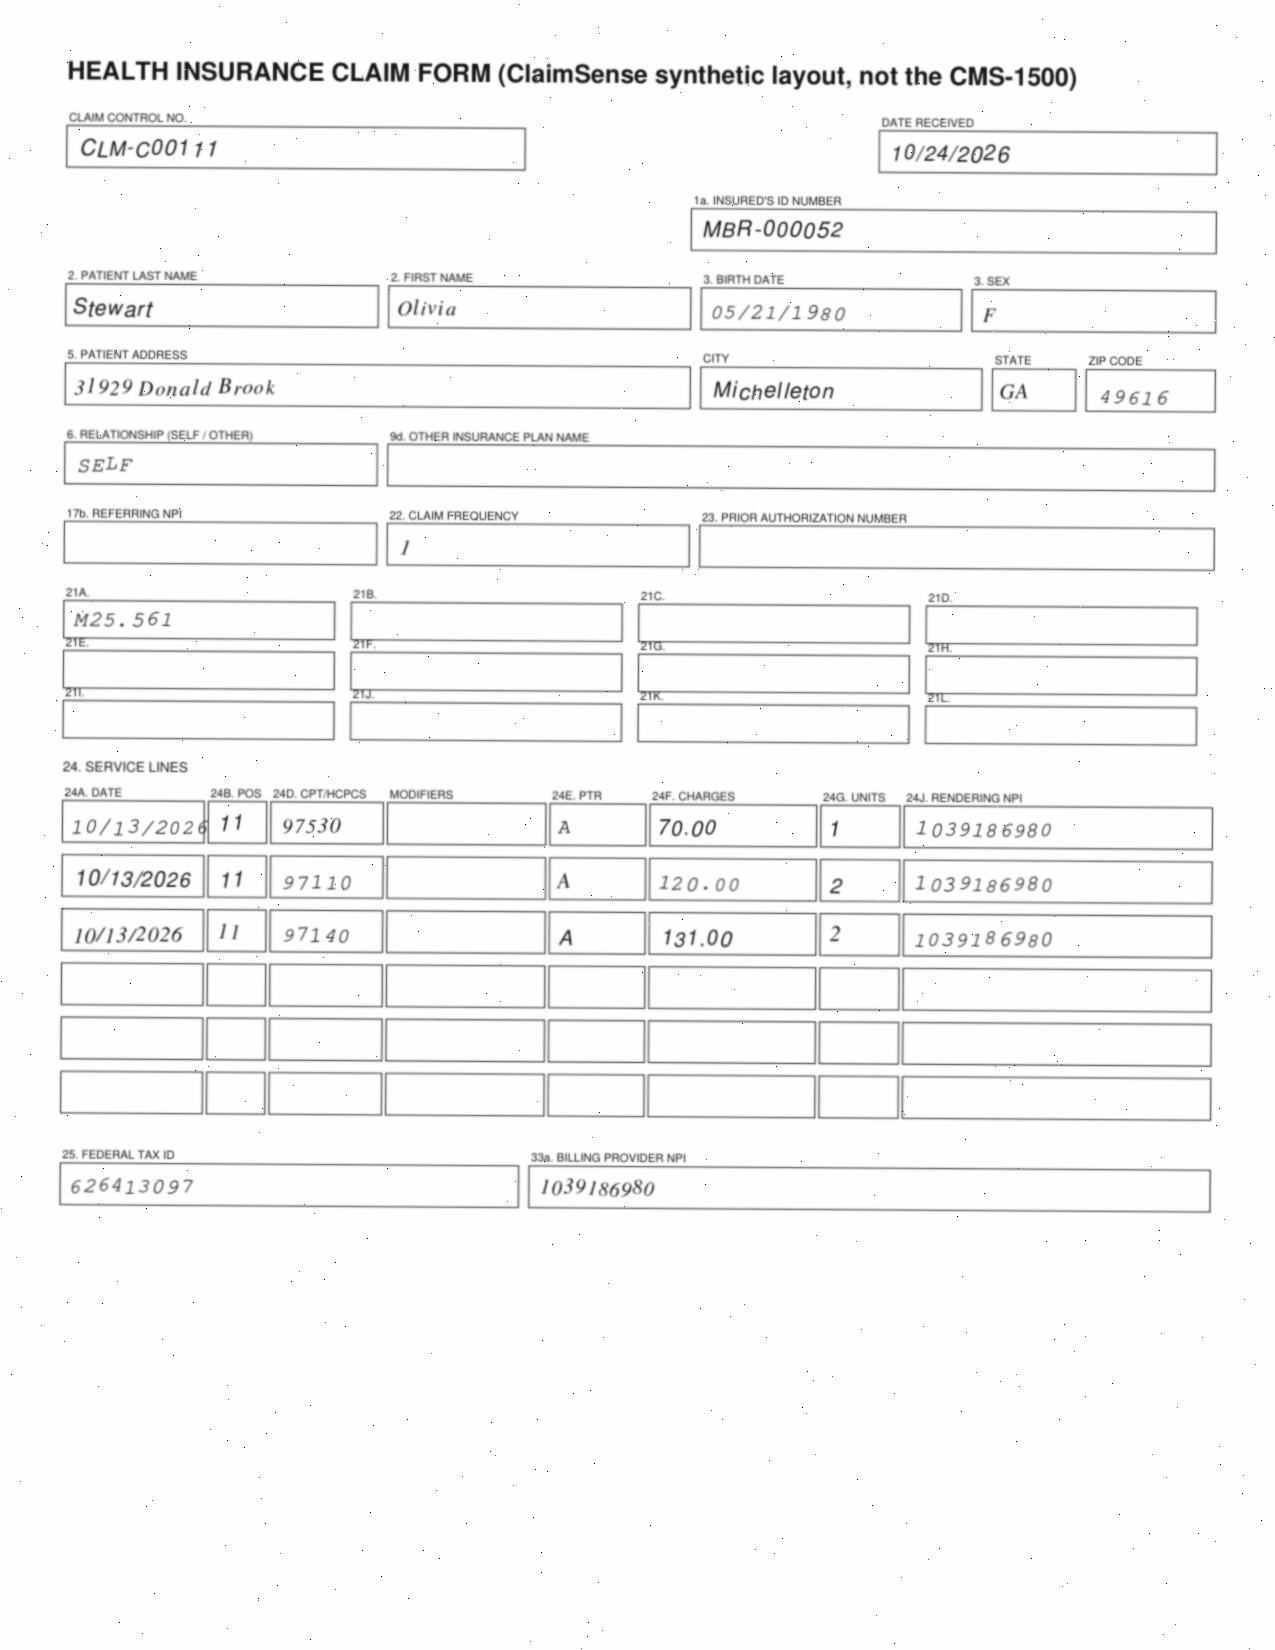 HEALTH INSURANCE CLAIM FORM (ClaimSense synthetic layout, not the CMS-1500)
CLAIM CONTROL NO. DATE RECEIVED
CLM-C00111 10/24/2026
1a. INSURED'S ID NUMBER
MBR-000052
2. PATIENT LAST NAME 2. FIRST NAME 3. BIRTH DATE 3. SEX
Stewart Olivia 05/21/1980 F
5. PATIENT ADDRESS CITY STATE ZIP CODE
31929 Donald Brook Michelleton GA 49616
6. RELATIONSHIP (SELF / OTHER) 9d. OTHER INSURANCE PLAN NAME
SELF
17b. REFERRING NPI 22. CLAIM FREQUENCY 23. PRIOR AUTHORIZATION NUMBER
1
21A. 21B. 21C. 21D.
M25.561
21E. 21F. 21G. 21H.
21I. 21J. 21K. 21L.
24. SERVICE LINES
24A. DATE 24B. POS 24D. CPT/HCPCS MODIFIERS 24E. PTR 24F. CHARGES 24G. UNITS 24J. RENDERING NPI
10/13/2026 11 97530 A 70.00 1 1039186980
10/13/2026 11 97110 A 120.00 2 1039186980
10/13/2026 11 97140 A 131.00 2 1039186980
25. FEDERAL TAX ID 33a. BILLING PROVIDER NPI
626413097 1039186980